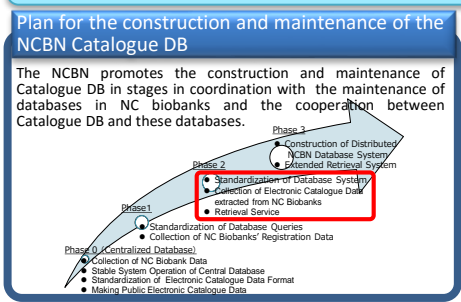 Plan for the construction and maintenance of the
NCBN Catalogue DB
The NCBN promotes the construction and maintenance of
Catalogue DB in stages in coordination with the maintenance of
databases in NC biobanks and the cooperation between
Catalogue DB and these databases.
Phase 3
● Construction of Distributed
NCBN Database System
● Extended Retrieval System
Phase 2
● Standardization of Database System
● Collection of Electronic Catalogue Data
extracted from NC Biobanks
● Retrieval Service
Phase1
● Standardization of Database Queries
● Collection of NC Biobanks' Registration Data
Phase 0 (Centralized Database)
● Collection of NC Biobank Data
● Stable System Operation of Central Database
● Standardization of Electronic Catalogue Data Format
● Making Public Electronic Catalogue Data